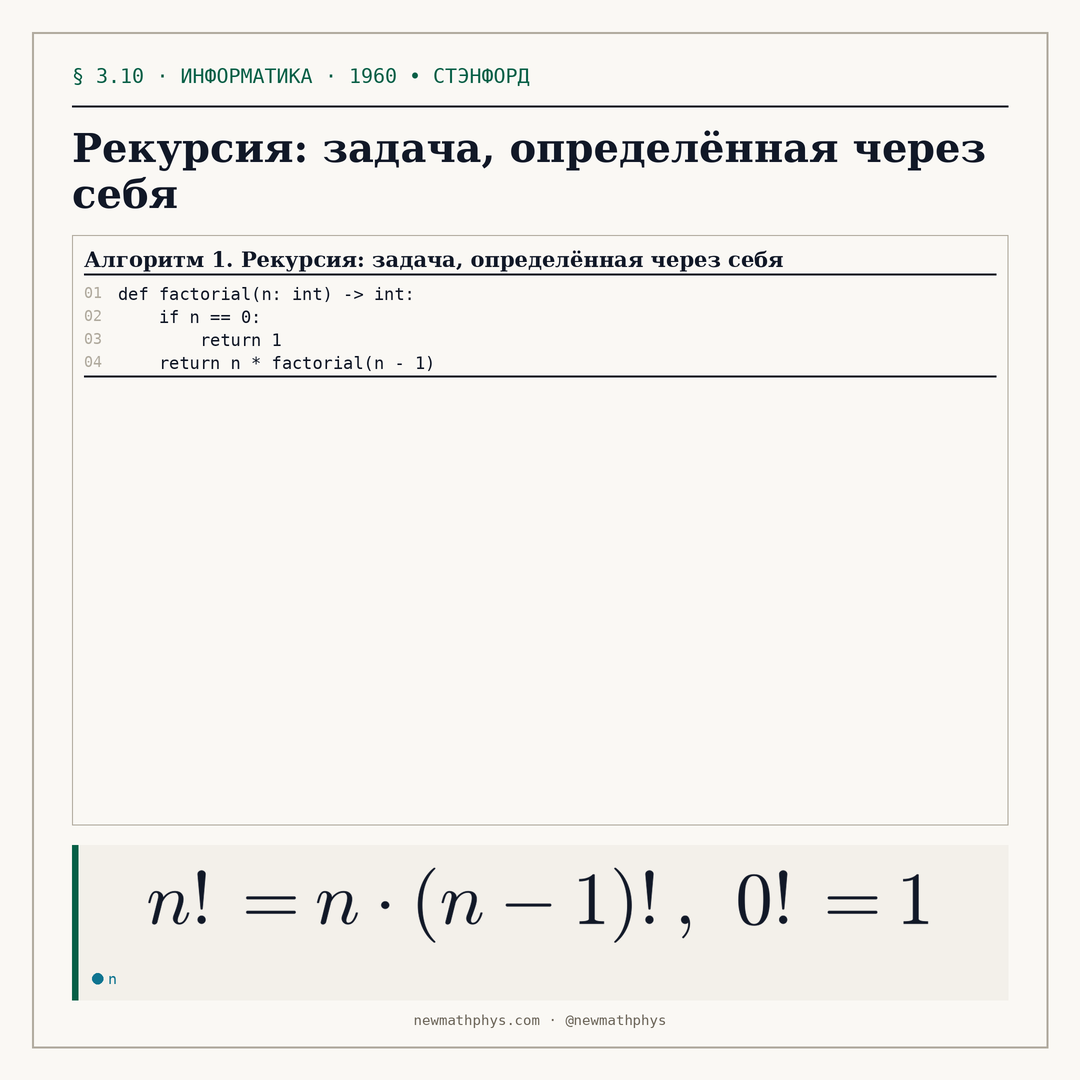 § 3.10 · ИНФОРМАТИКА · 1960 • СТЭНФОРД
Рекурсия: задача, определённая через
себя
Алгоритм 1. Рекурсия: задача, определённая через себя
01 def factorial(n: int) -> int:
02     if n == 0:
03         return 1
04     return n * factorial(n - 1)
n! = n · (n − 1)!, 0! = 1
n
newmathphys.com · @newmathphys